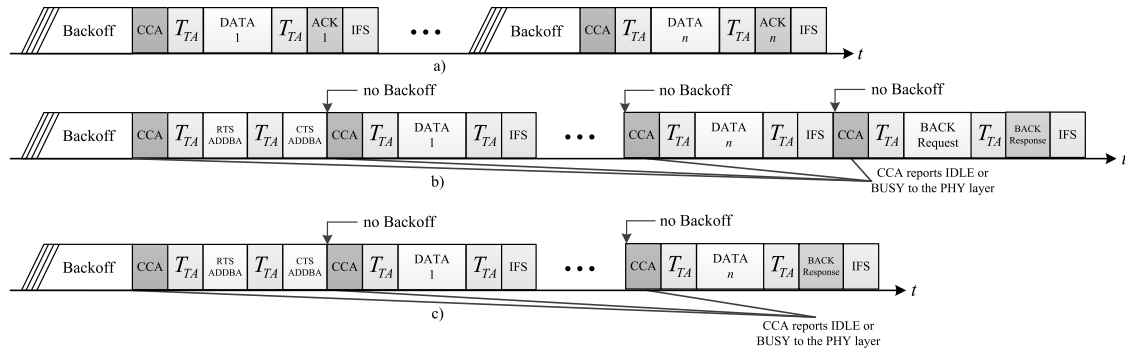 Backoff CCA T_TA DATA 1 T_TA ACK 1 IFS ••• Backoff CCA T_TA DATA n T_TA ACK n IFS t
a)
no Backoff no Backoff no Backoff
Backoff CCA T_TA RTS ADDBA T_TA CTS ADDBA CCA T_TA DATA 1 T_TA IFS ••• CCA T_TA DATA n T_TA IFS CCA T_TA BACK Request T_TA BACK Response IFS t
b)
CCA reports IDLE or
BUSY to the PHY layer
no Backoff no Backoff
Backoff CCA T_TA RTS ADDBA T_TA CTS ADDBA CCA T_TA DATA 1 T_TA IFS ••• CCA T_TA DATA n T_TA BACK Response IFS t
c)
CCA reports IDLE or
BUSY to the PHY layer